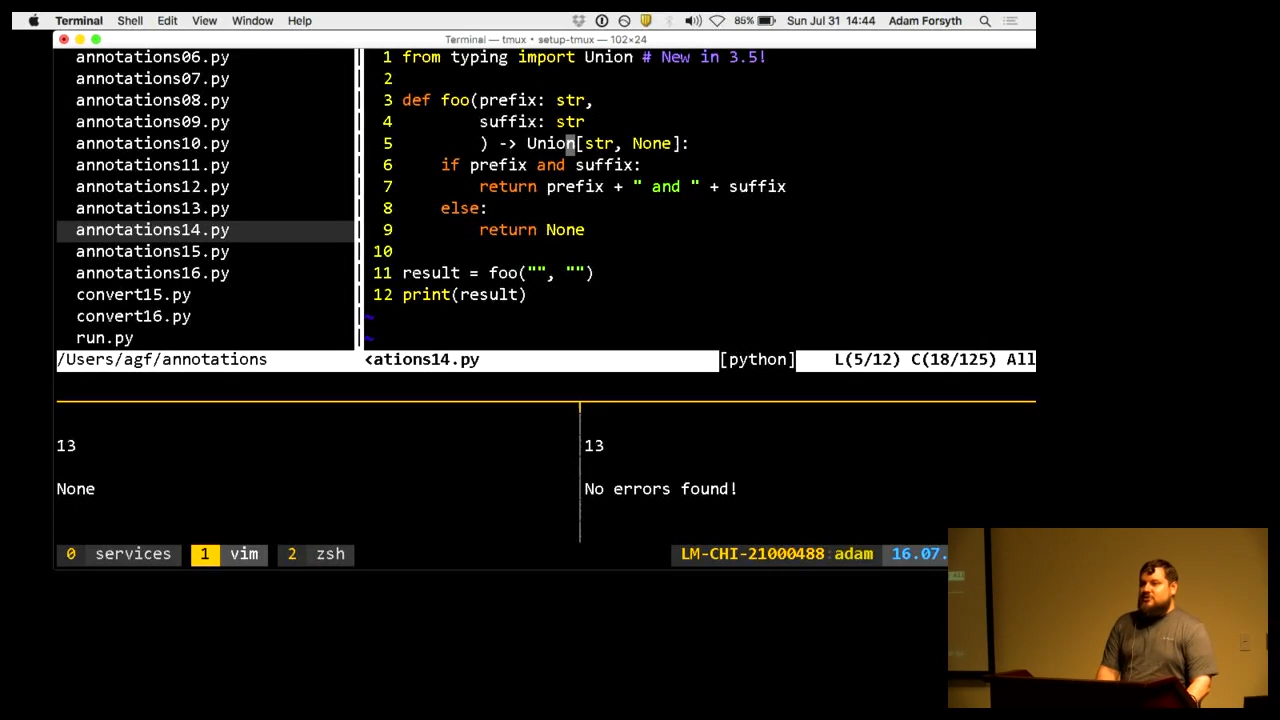 Terminal Shell Edit View Window Help 85% Sun Jul 31 14:44 Adam Forsyth
Terminal — tmux • setup-tmux — 102×24
annotations06.py
annotations07.py
annotations08.py
annotations09.py
annotations10.py
annotations11.py
annotations12.py
annotations13.py
annotations14.py
annotations15.py
annotations16.py
convert15.py
convert16.py
run.py
/Users/agf/annotations
1 from typing import Union # New in 3.5!
2
3 def foo(prefix: str,
4 suffix: str
5 ) -> Union[str, None]:
6 if prefix and suffix:
7 return prefix + " and " + suffix
8 else:
9 return None
10
11 result = foo("", "")
12 print(result)
~
~
<ations14.py [python] L(5/12) C(18/125) All
13
None
13
No errors found!
0 services 1 vim 2 zsh LM-CHI-21000488:adam 16.07.